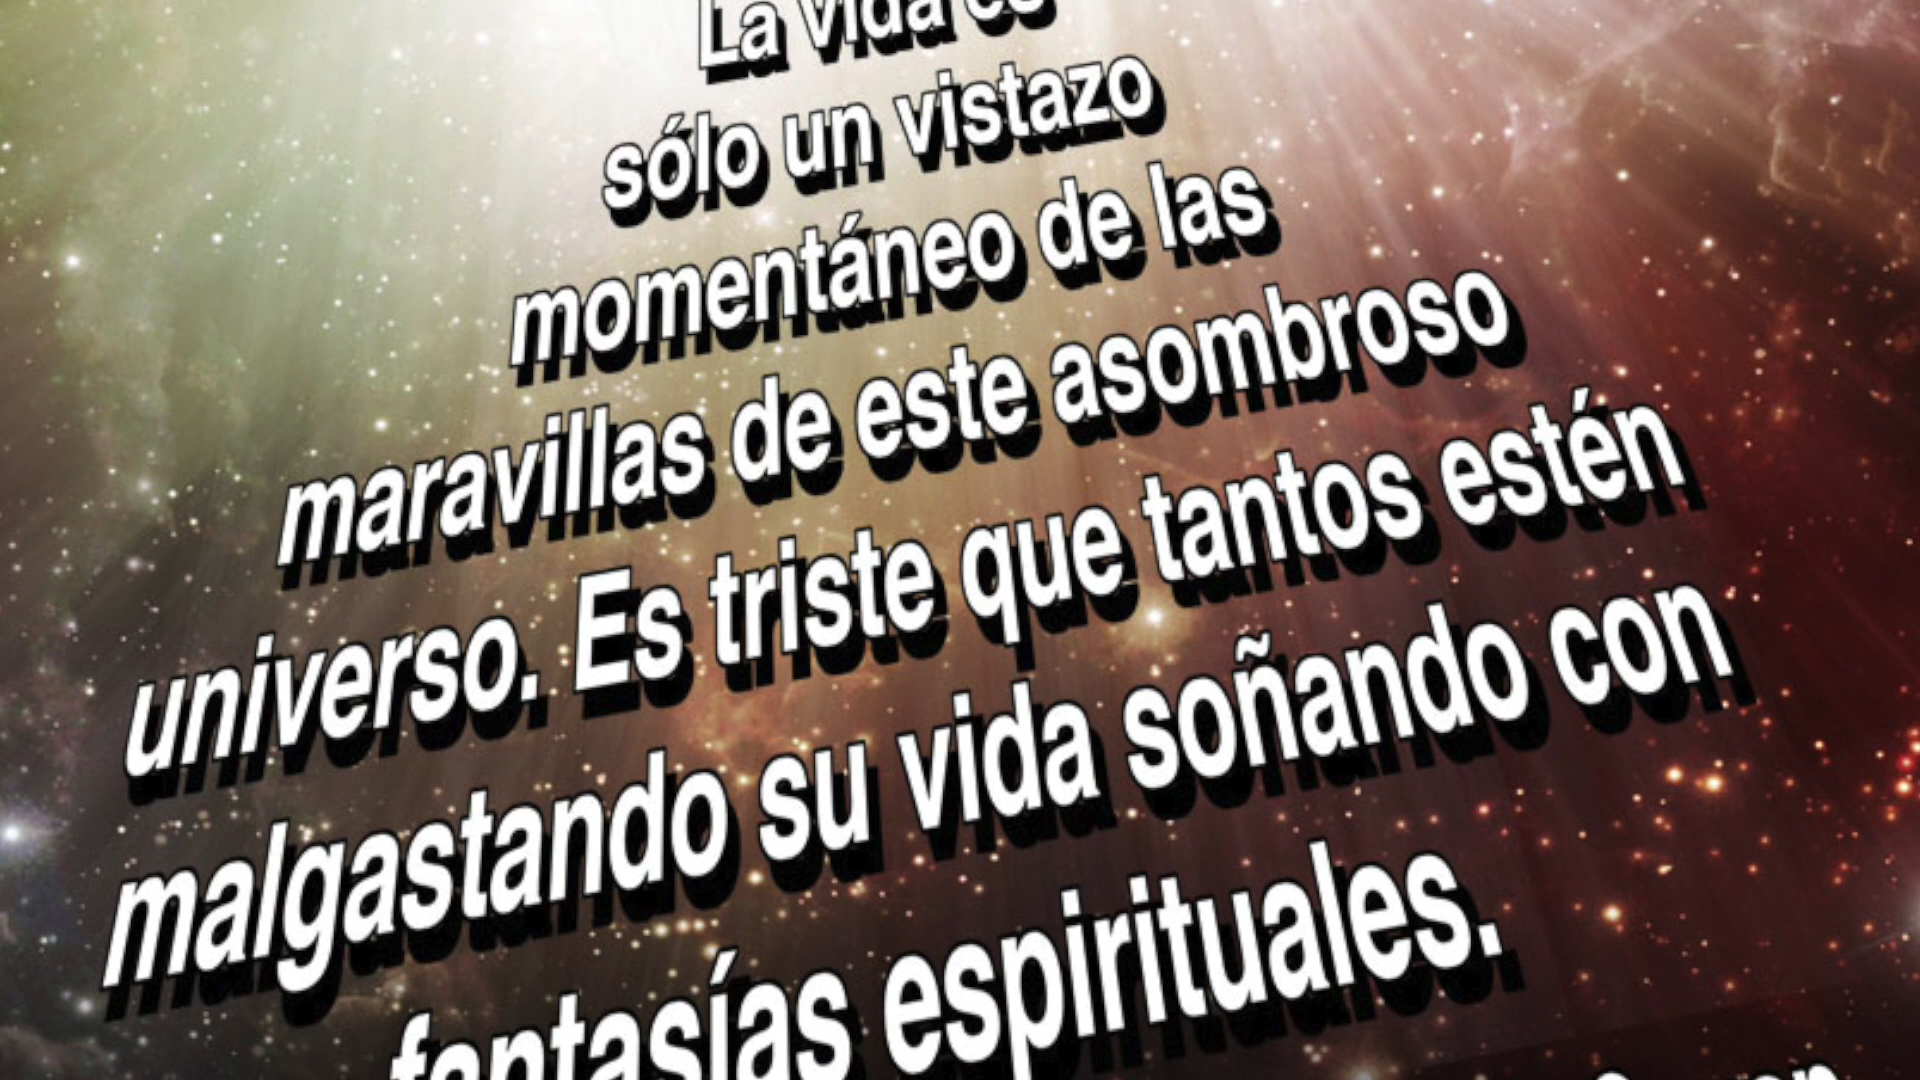 La vida es
sólo un vistazo
momentáneo de las
maravillas de este asombroso
universo. Es triste que tantos estén
malgastando su vida soñando con
fantasías espirituales.